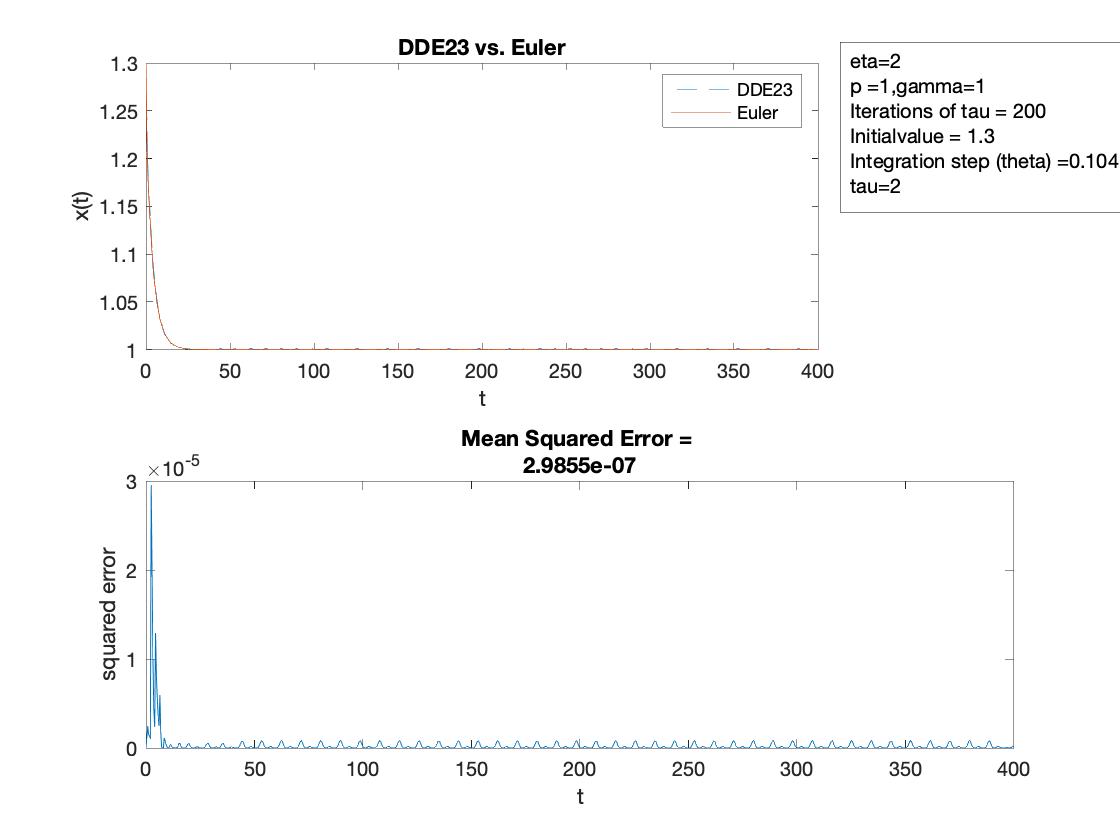 DDE23 vs. Euler
1.3
1.25
1.2
1.15
1.1
1.05
1
x(t)
0 50 100 150 200 250 300 350 400
t
DDE23
Euler
eta=2
p =1,gamma=1
Iterions of tau = 200
Initialvalue = 1.3
Integration step (theta) =0.104
tau=2
Mean Squared Error =
2.9855e-07
×10-5
3
2
1
0
squared error
0 50 100 150 200 250 300 350 400
t